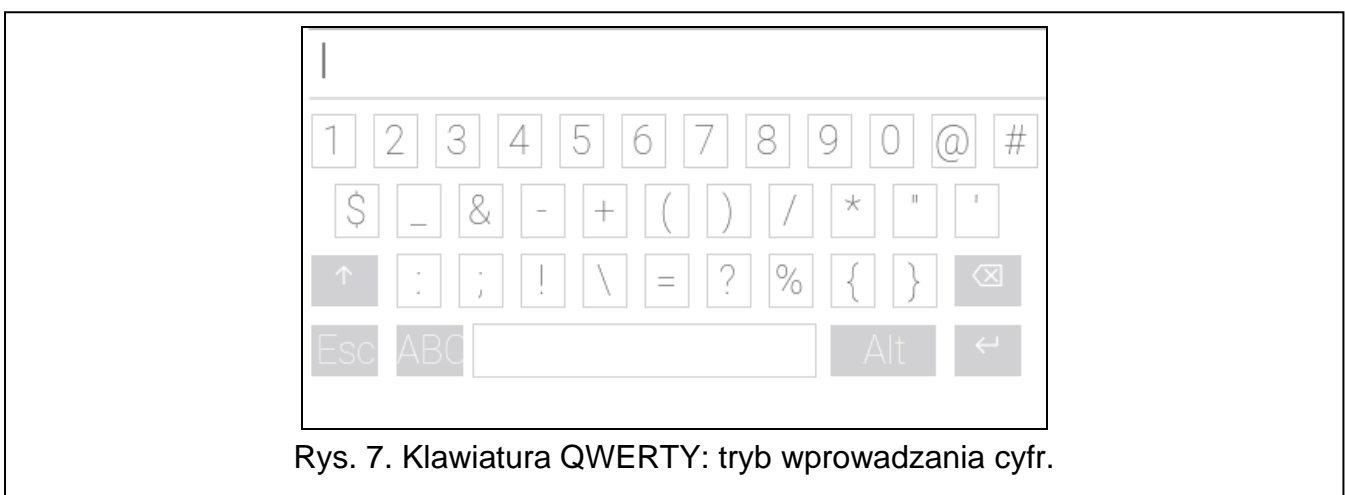 1 2 3 4 5 6 7 8 9 0 @ #
$ _ & - + ( ) / * " '
↑ : ; ! \ = ? % { } ⌫
Esc ABC Alt ↵
Rys. 7. Klawiatura QWERTY: tryb wprowadzania cyfr.